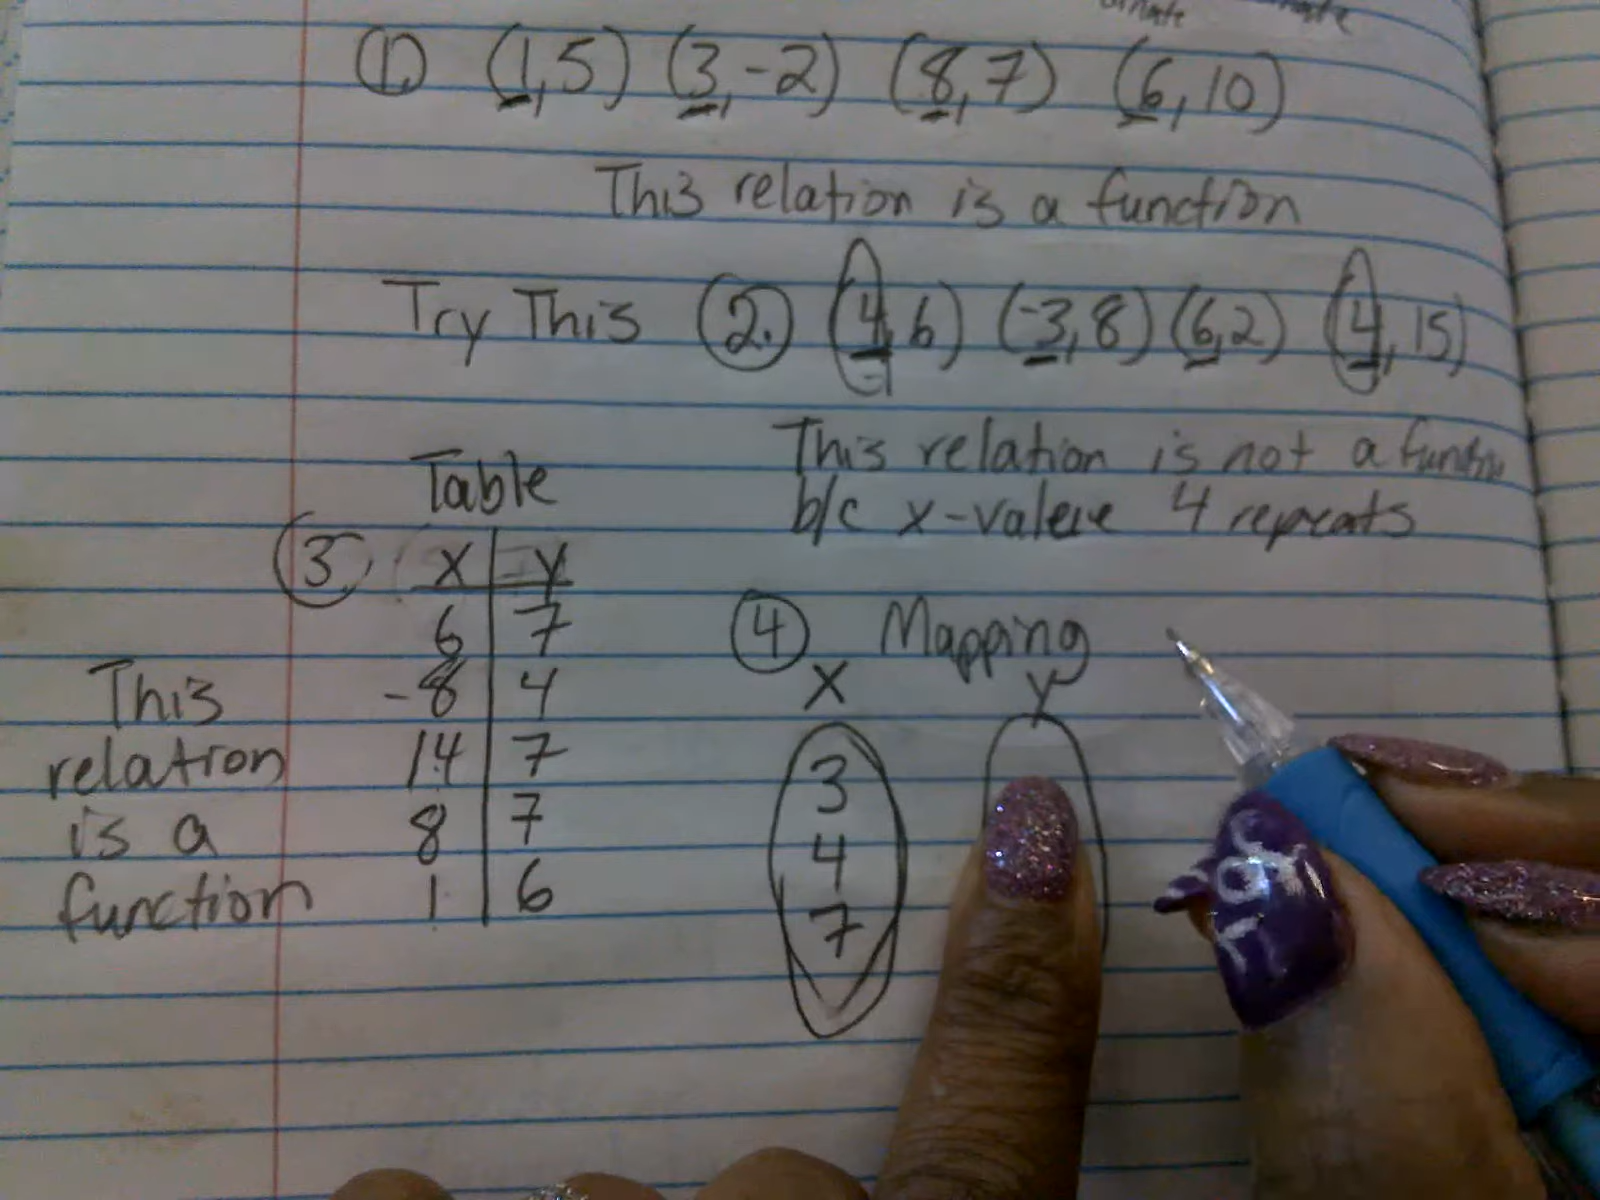 1. (1,5) (3,-2) (8,7) (6,10)
This relation is a function
Try This 2. (4,6) (-3,8) (6,2) (4,15)
This relation is not a
b/c x-value 4 repeats
Table
3. x y
6 7
-8 4
14 7
8 7
1 6
This
relation
is a
function
4 Mapping
X Y
3
4
7